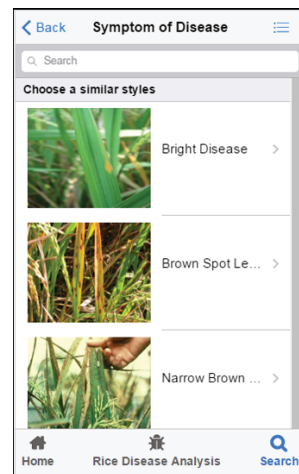 Back Symptom of Disease
Search
Choose a similar styles
Bright Disease
Brown Spot Le...
Narrow Brown ...
Home Rice Disease Analysis Search